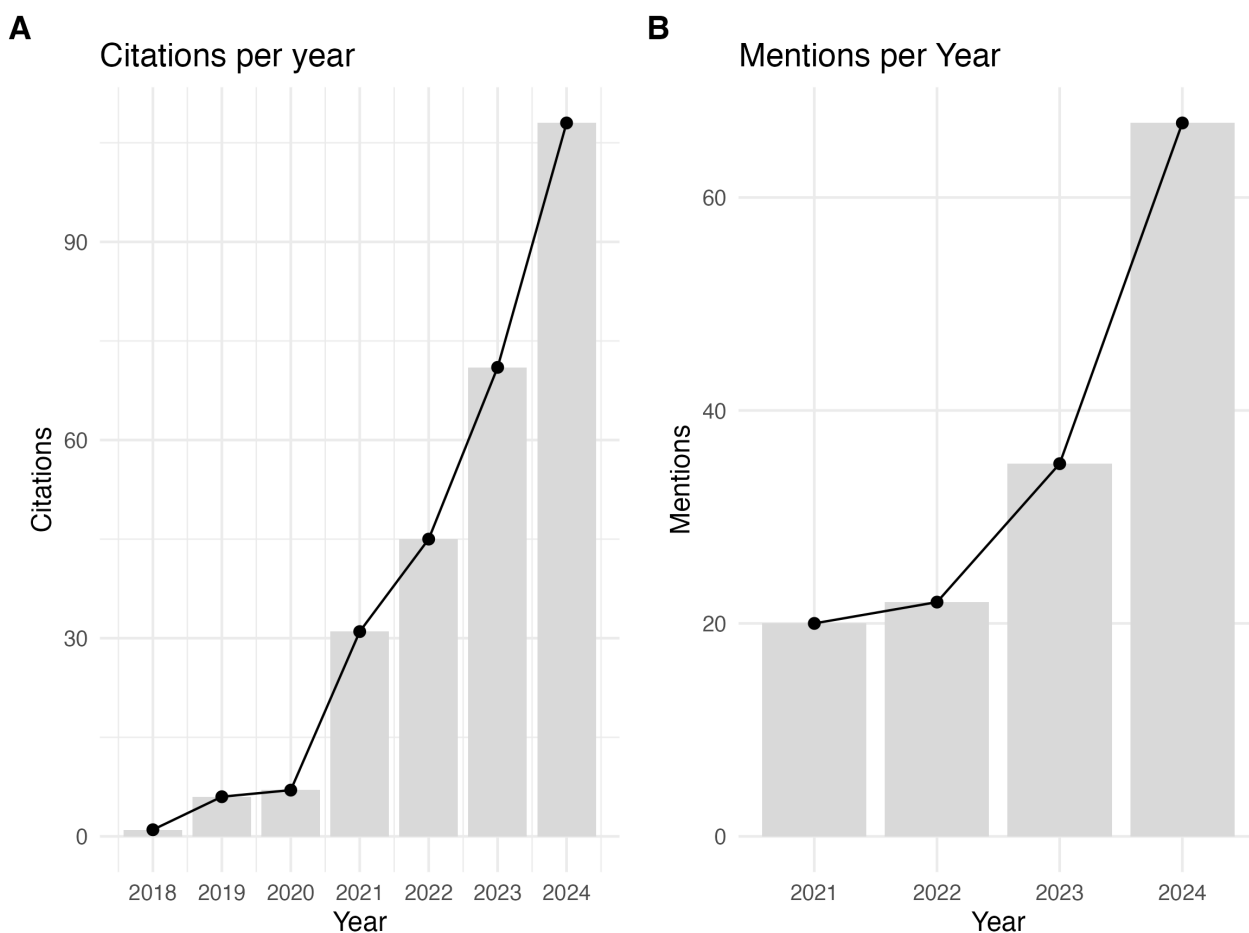 A
Citations per year
Citations
90
60
30
0
2018 2019 2020 2021 2022 2023 2024
Year
B
Mentions per Year
Mentions
60
40
20
0
2021 2022 2023 2024
Year